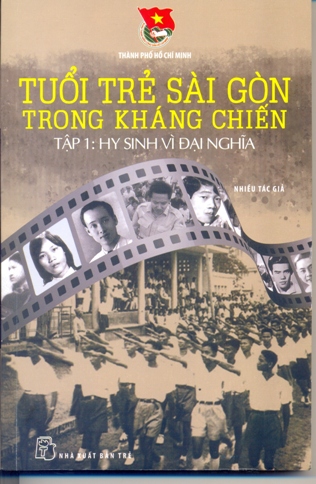 THÀNH PHỐ HỒ CHÍ MINH
TUỔI TRẺ SÀI GÒN
TRONG KHÁNG CHIẾN
TẬP 1: HY SINH VÌ ĐẠI NGHĨA
NHIỀU TÁC GIẢ
NHÀ XUẤT BẢN TRẺ